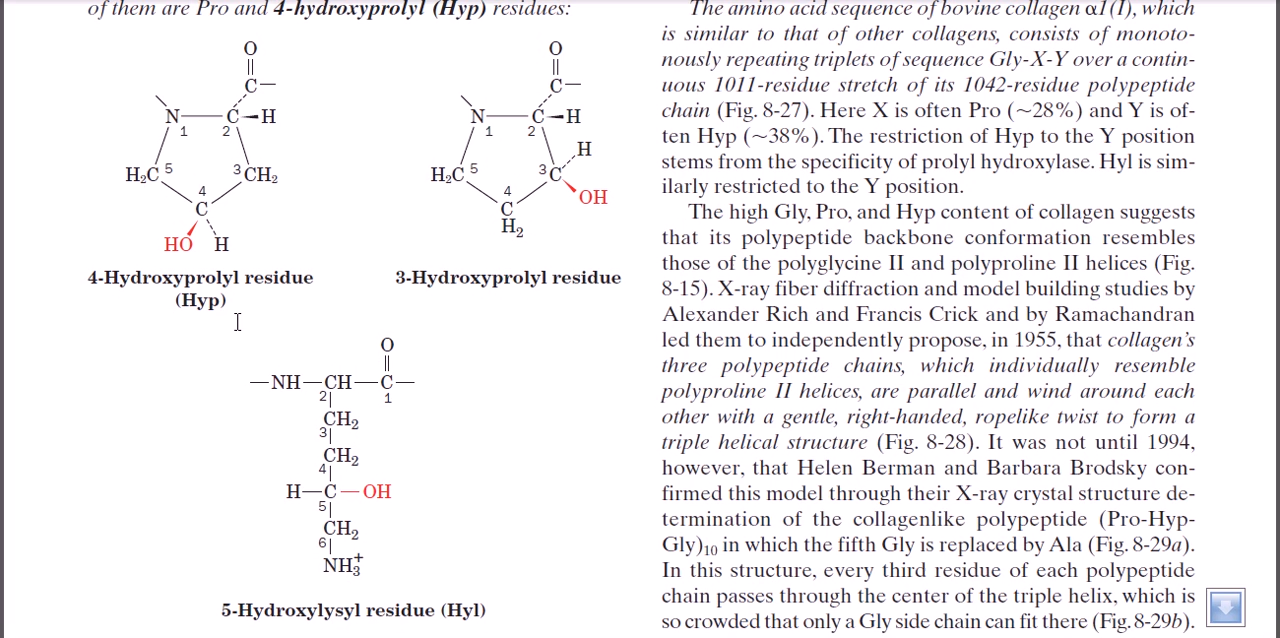 of them are Pro and 4-hydroxyprolyl (Hyp) residues:
O
C
N C H
1 2
H₂C 5 3 CH₂
4
C
HO H
4-Hydroxyprolyl residue
(Hyp)
O
C
N C H
1 2
H
H₂C 5 3 C
4 OH
C
H₂
3-Hydroxyprolyl residue
O
—NH—CH—C—
2 1
CH₂
3
CH₂
4
H—C—OH
5
CH₂
6
NH₃⁺
5-Hydroxylysyl residue (Hyl)
The amino acid sequence of bovine collagen α1(I), which
is similar to that of other collagens, consists of monoto-
nously repeating triplets of sequence Gly-X-Y over a contin-
uous 1011-residue stretch of its 1042-residue polypeptide
chain (Fig. 8-27). Here X is often Pro (~28%) and Y is of-
ten Hyp (~38%). The restriction of Hyp to the Y position
stems from the specificity of prolyl hydroxylase. Hyl is sim-
ilarly restricted to the Y position.
The high Gly, Pro, and Hyp content of collagen suggests
that its polypeptide backbone conformation resembles
those of the polyglycine II and polyproline II helices (Fig.
8-15). X-ray fiber diffraction and model building studies by
Alexander Rich and Francis Crick and by Ramachandran
led them to independently propose, in 1955, that collagen's
three polypeptide chains, which individually resemble
polyproline II helices, are parallel and wind around each
other with a gentle, right-handed, ropelike twist to form a
triple helical structure (Fig. 8-28). It was not until 1994,
however, that Helen Berman and Barbara Brodsky con-
firmed this model through their X-ray crystal structure de-
termination of the collagenlike polypeptide (Pro-Hyp-
Gly)₁₀ in which the fifth Gly is replaced by Ala (Fig. 8-29a).
In this structure, every third residue of each polypeptide
chain passes through the center of the triple helix, which is
so crowded that only a Gly side chain can fit there (Fig. 8-29b).